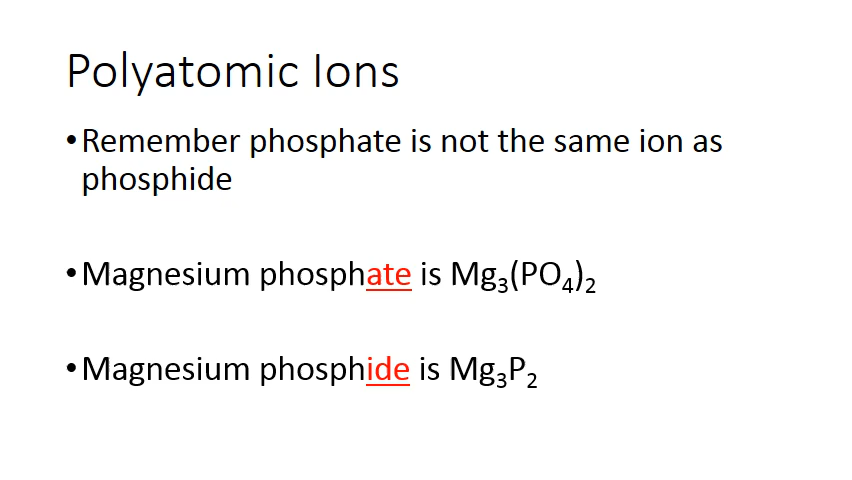 Polyatomic Ions
•Remember phosphate is not the same ion as
phosphide
•Magnesium phosphate is Mg₃(PO₄)₂
•Magnesium phosphide is Mg₃P₂